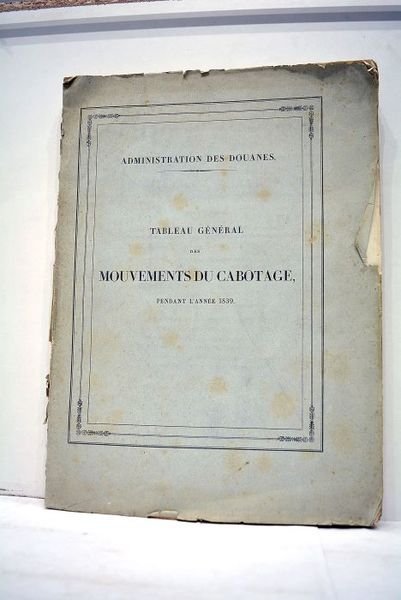 ADMINISTRATION DES DOUANES.
TABLEAU GÉNÉRAL
DES
MOUVEMENTS DU CABOTAGE,
PENDANT L'ANNÉE 1839.